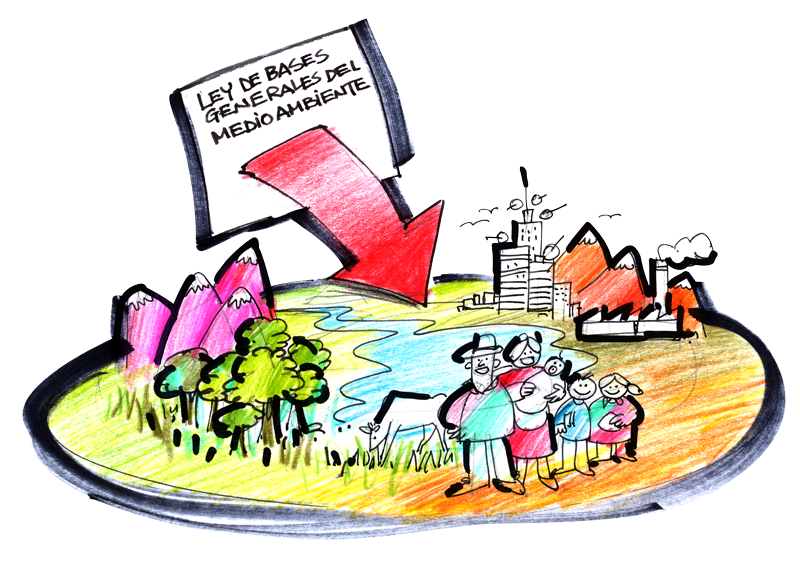 LEY DE BASES
GENERALES DEL
MEDIO AMBIENTE